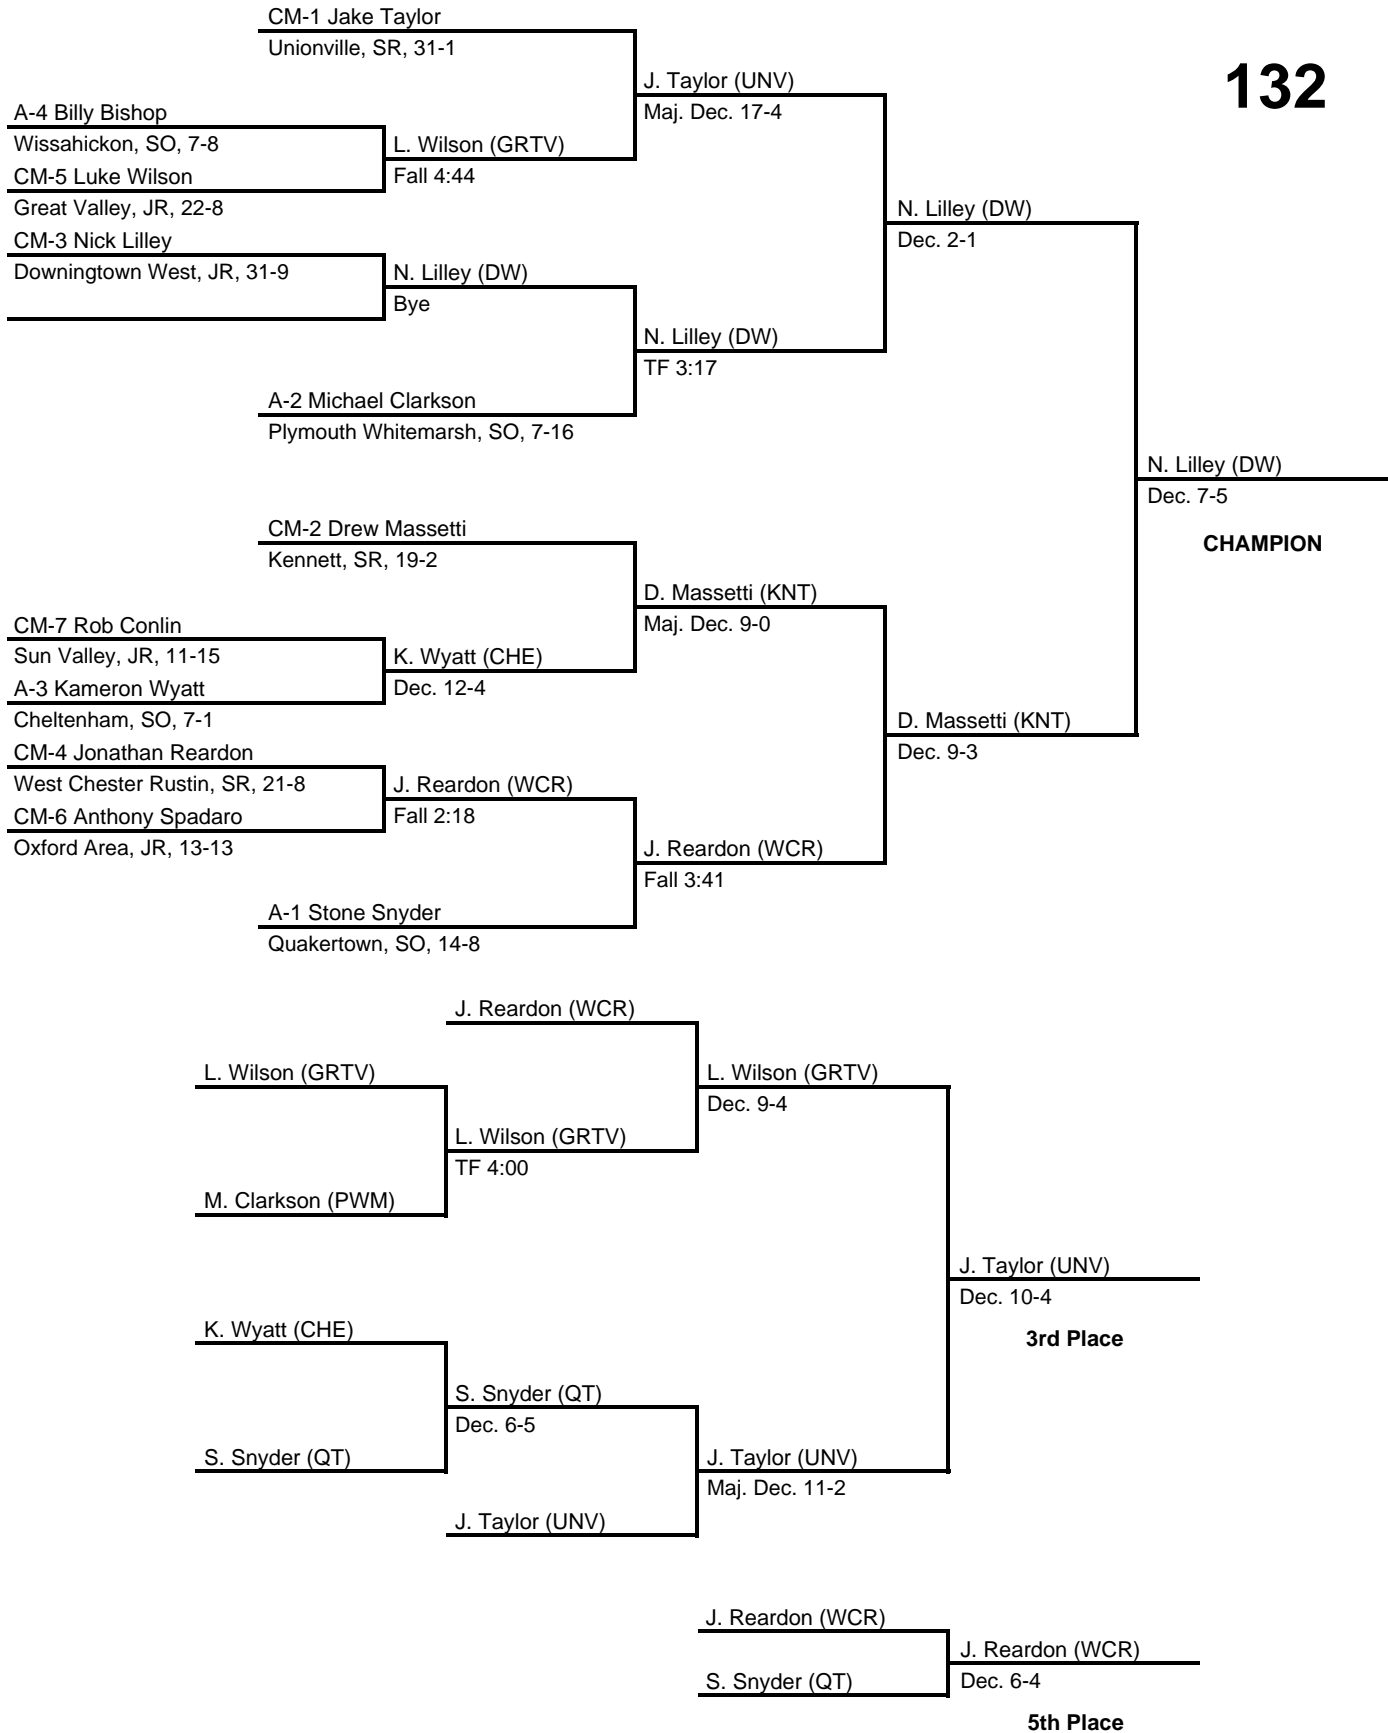 CM-1 Jake Taylor
Unionville, SR, 31-1
132
J. Taylor (UNV)
Maj. Dec. 17-4
A-4 Billy Bishop
Wissahickon, SO, 7-8
L. Wilson (GRTV)
Fall 4:44
CM-5 Luke Wilson
Great Valley, JR, 22-8
N. Lilley (DW)
Dec. 2-1
CM-3 Nick Lilley
Downingtown West, JR, 31-9
N. Lilley (DW)
Bye
N. Lilley (DW)
TF 3:17
A-2 Michael Clarkson
Plymouth Whitemarsh, SO, 7-16
N. Lilley (DW)
Dec. 7-5
CHAMPION
CM-2 Drew Massetti
Kennett, SR, 19-2
D. Massetti (KNT)
Maj. Dec. 9-0
CM-7 Rob Conlin
Sun Valley, JR, 11-15
K. Wyatt (CHE)
Dec. 12-4
A-3 Kameron Wyatt
Cheltenham, SO, 7-1
D. Massetti (KNT)
Dec. 9-3
CM-4 Jonathan Reardon
West Chester Rustin, SR, 21-8
J. Reardon (WCR)
Fall 2:18
CM-6 Anthony Spadaro
Oxford Area, JR, 13-13
J. Reardon (WCR)
Fall 3:41
A-1 Stone Snyder
Quakertown, SO, 14-8
J. Reardon (WCR)
L. Wilson (GRTV)
L. Wilson (GRTV)
Dec. 9-4
L. Wilson (GRTV)
TF 4:00
M. Clarkson (PWM)
J. Taylor (UNV)
Dec. 10-4
3rd Place
K. Wyatt (CHE)
S. Snyder (QT)
Dec. 6-5
S. Snyder (QT)
J. Taylor (UNV)
Maj. Dec. 11-2
J. Taylor (UNV)
J. Reardon (WCR)
J. Reardon (WCR)
Dec. 6-4
S. Snyder (QT)
5th Place